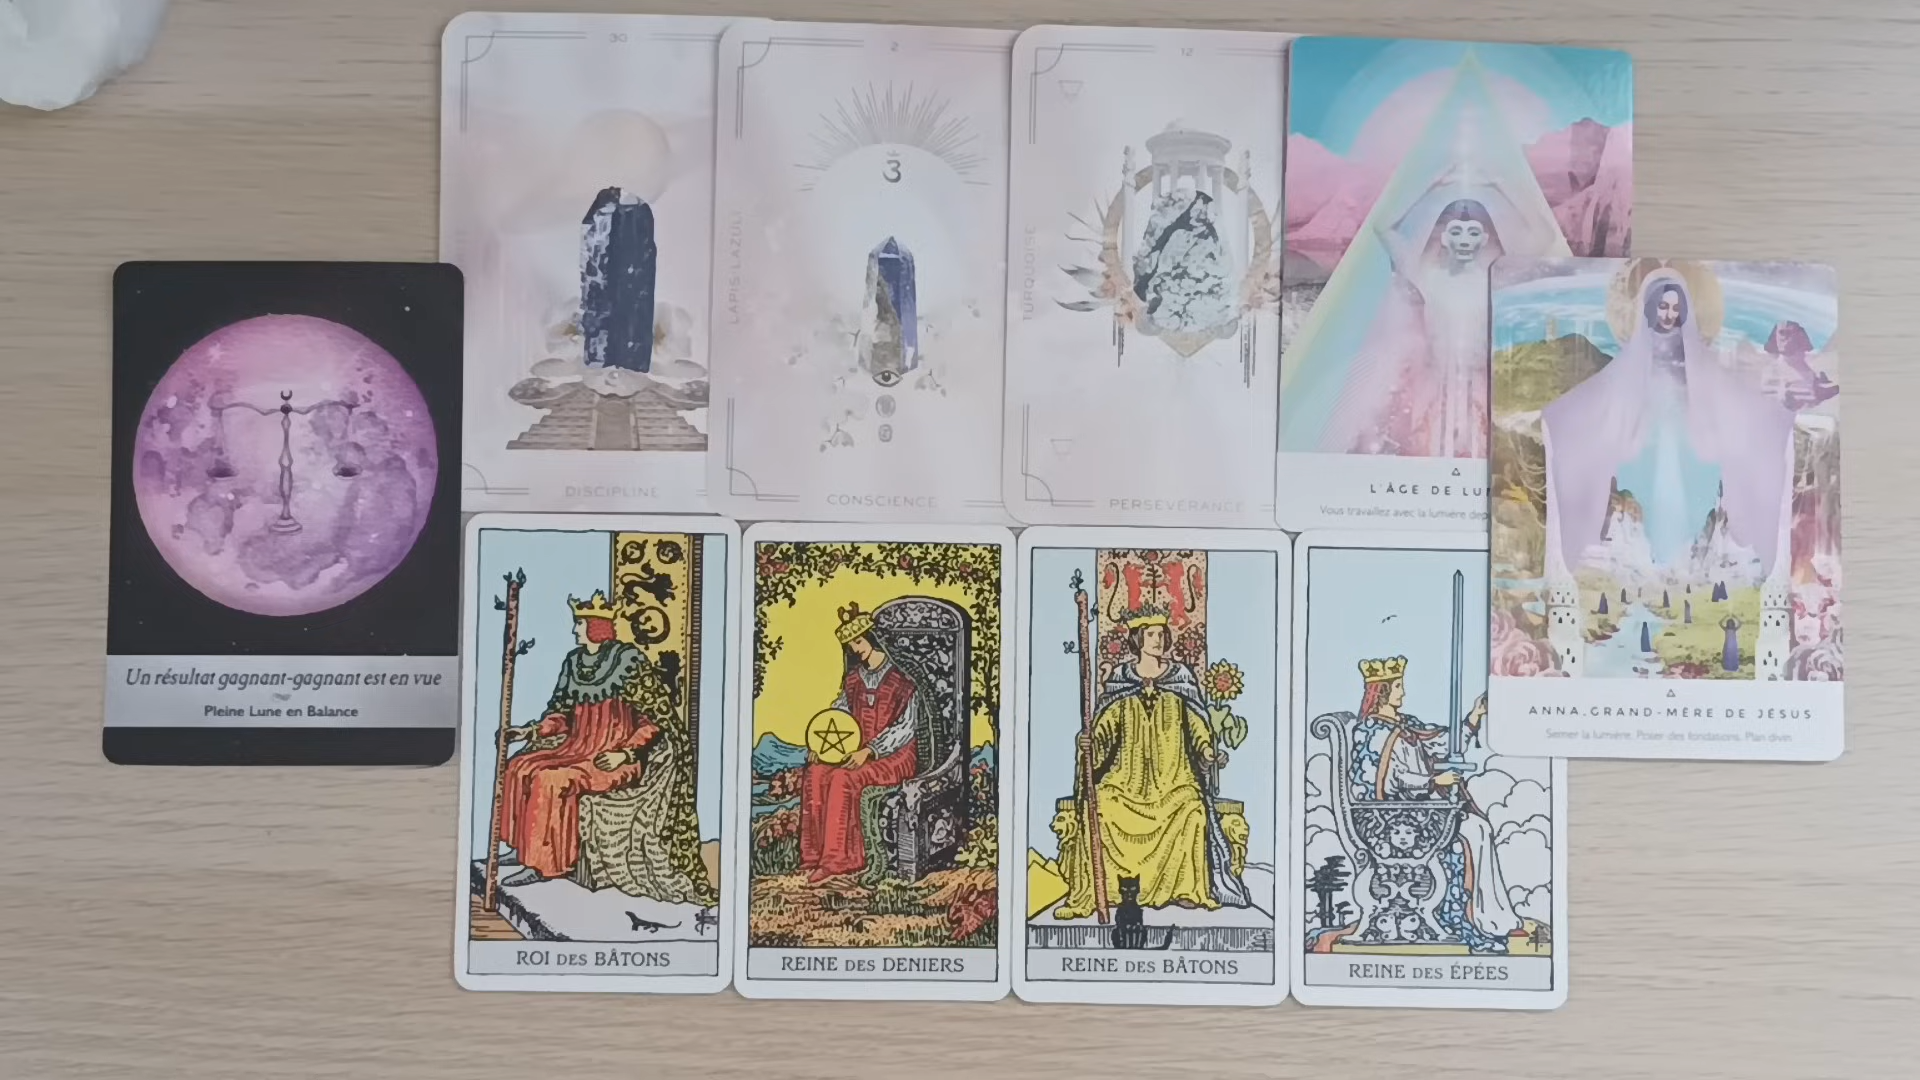 Un résultat gagnant-gagnant est en vue
Pleine Lune en Balance
30
DISCIPLINE
2
3
LAPIS-LAZULI
CONSCIENCE
12
TURQUOISE
PERSEVÉRANCE
L'ÂGE DE
Vous travaillez avec la lumière
ANNA, GRAND-MÈRE DE JÉSUS
Semer la lumière. Poser des fondations. Plan divin.
ROI DES BÂTONS
REINE DES DENIERS
REINE DES BÂTONS
REINE DES ÉPÉES